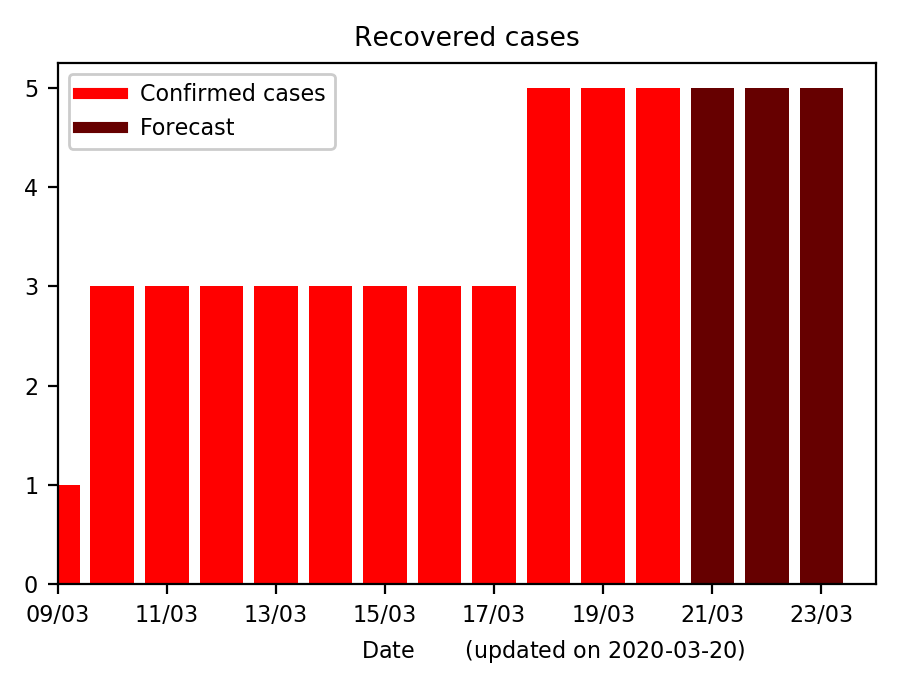 Recovered cases
Confirmed cases
Forecast
5
4
3
2
1
0
09/03 11/03 13/03 15/03 17/03 19/03 21/03 23/03
Date (updated on 2020-03-20)